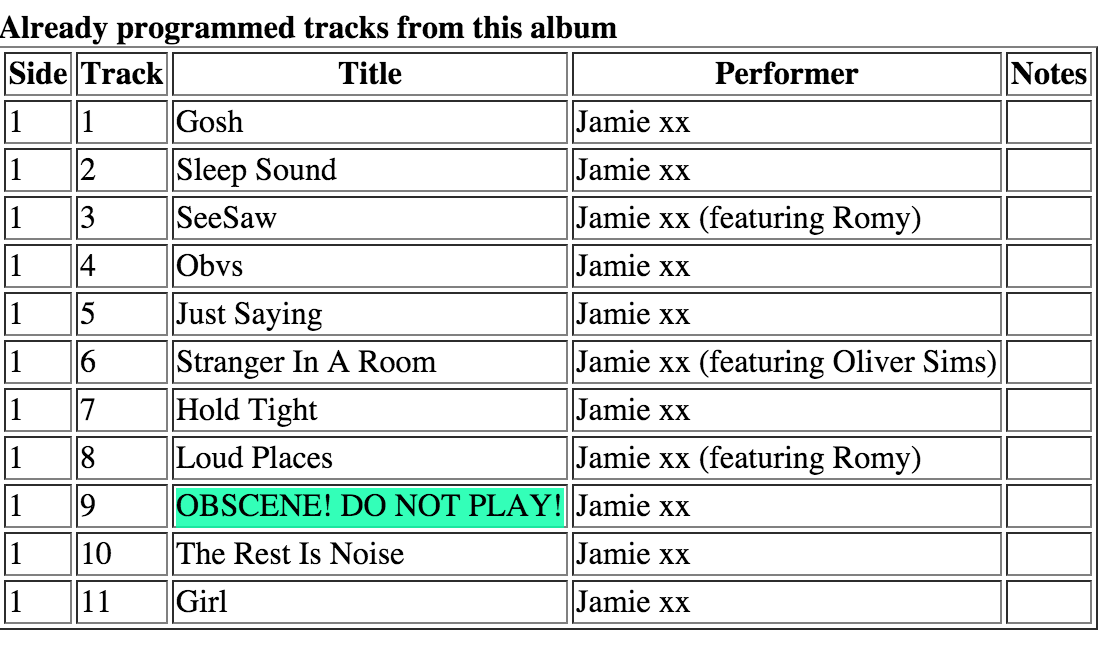 Already programmed tracks from this album
Side Track Title Performer Notes
1 1 Gosh Jamie xx
1 2 Sleep Sound Jamie xx
1 3 SeeSaw Jamie xx (featuring Romy)
1 4 Obvs Jamie xx
1 5 Just Saying Jamie xx
1 6 Stranger In A Room Jamie xx (featuring Oliver Sims)
1 7 Hold Tight Jamie xx
1 8 Loud Places Jamie xx (featuring Romy)
1 9 OBSCENE! DO NOT PLAY! Jamie xx
1 10 The Rest Is Noise Jamie xx
1 11 Girl Jamie xx